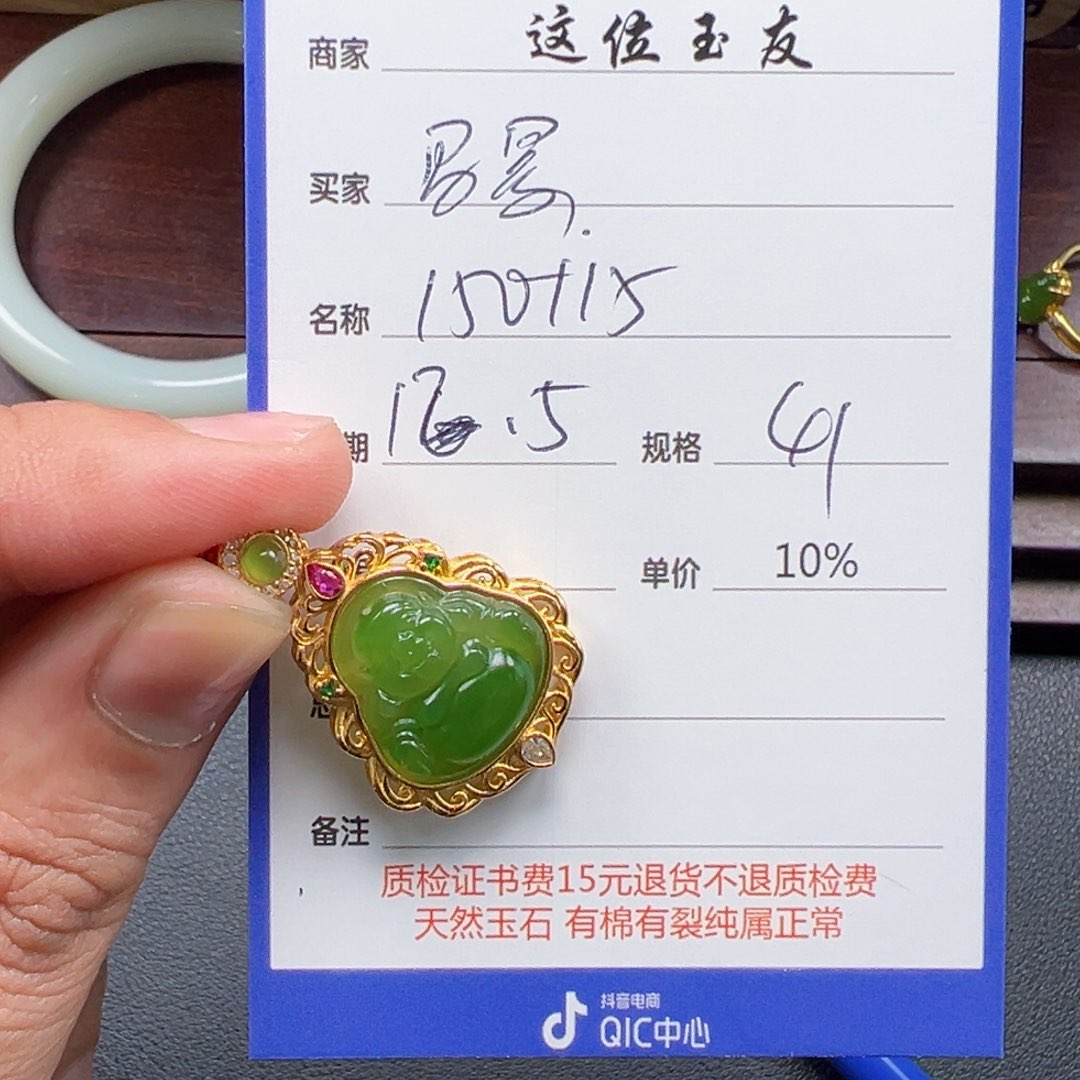 商家 这位玉友
买家
名称 150+15
期 .5 规格 41
单价 10%
备注
质检证书费15元退货不退质检费
天然玉石 有棉有裂纯属正常
抖音电商
QIC中心